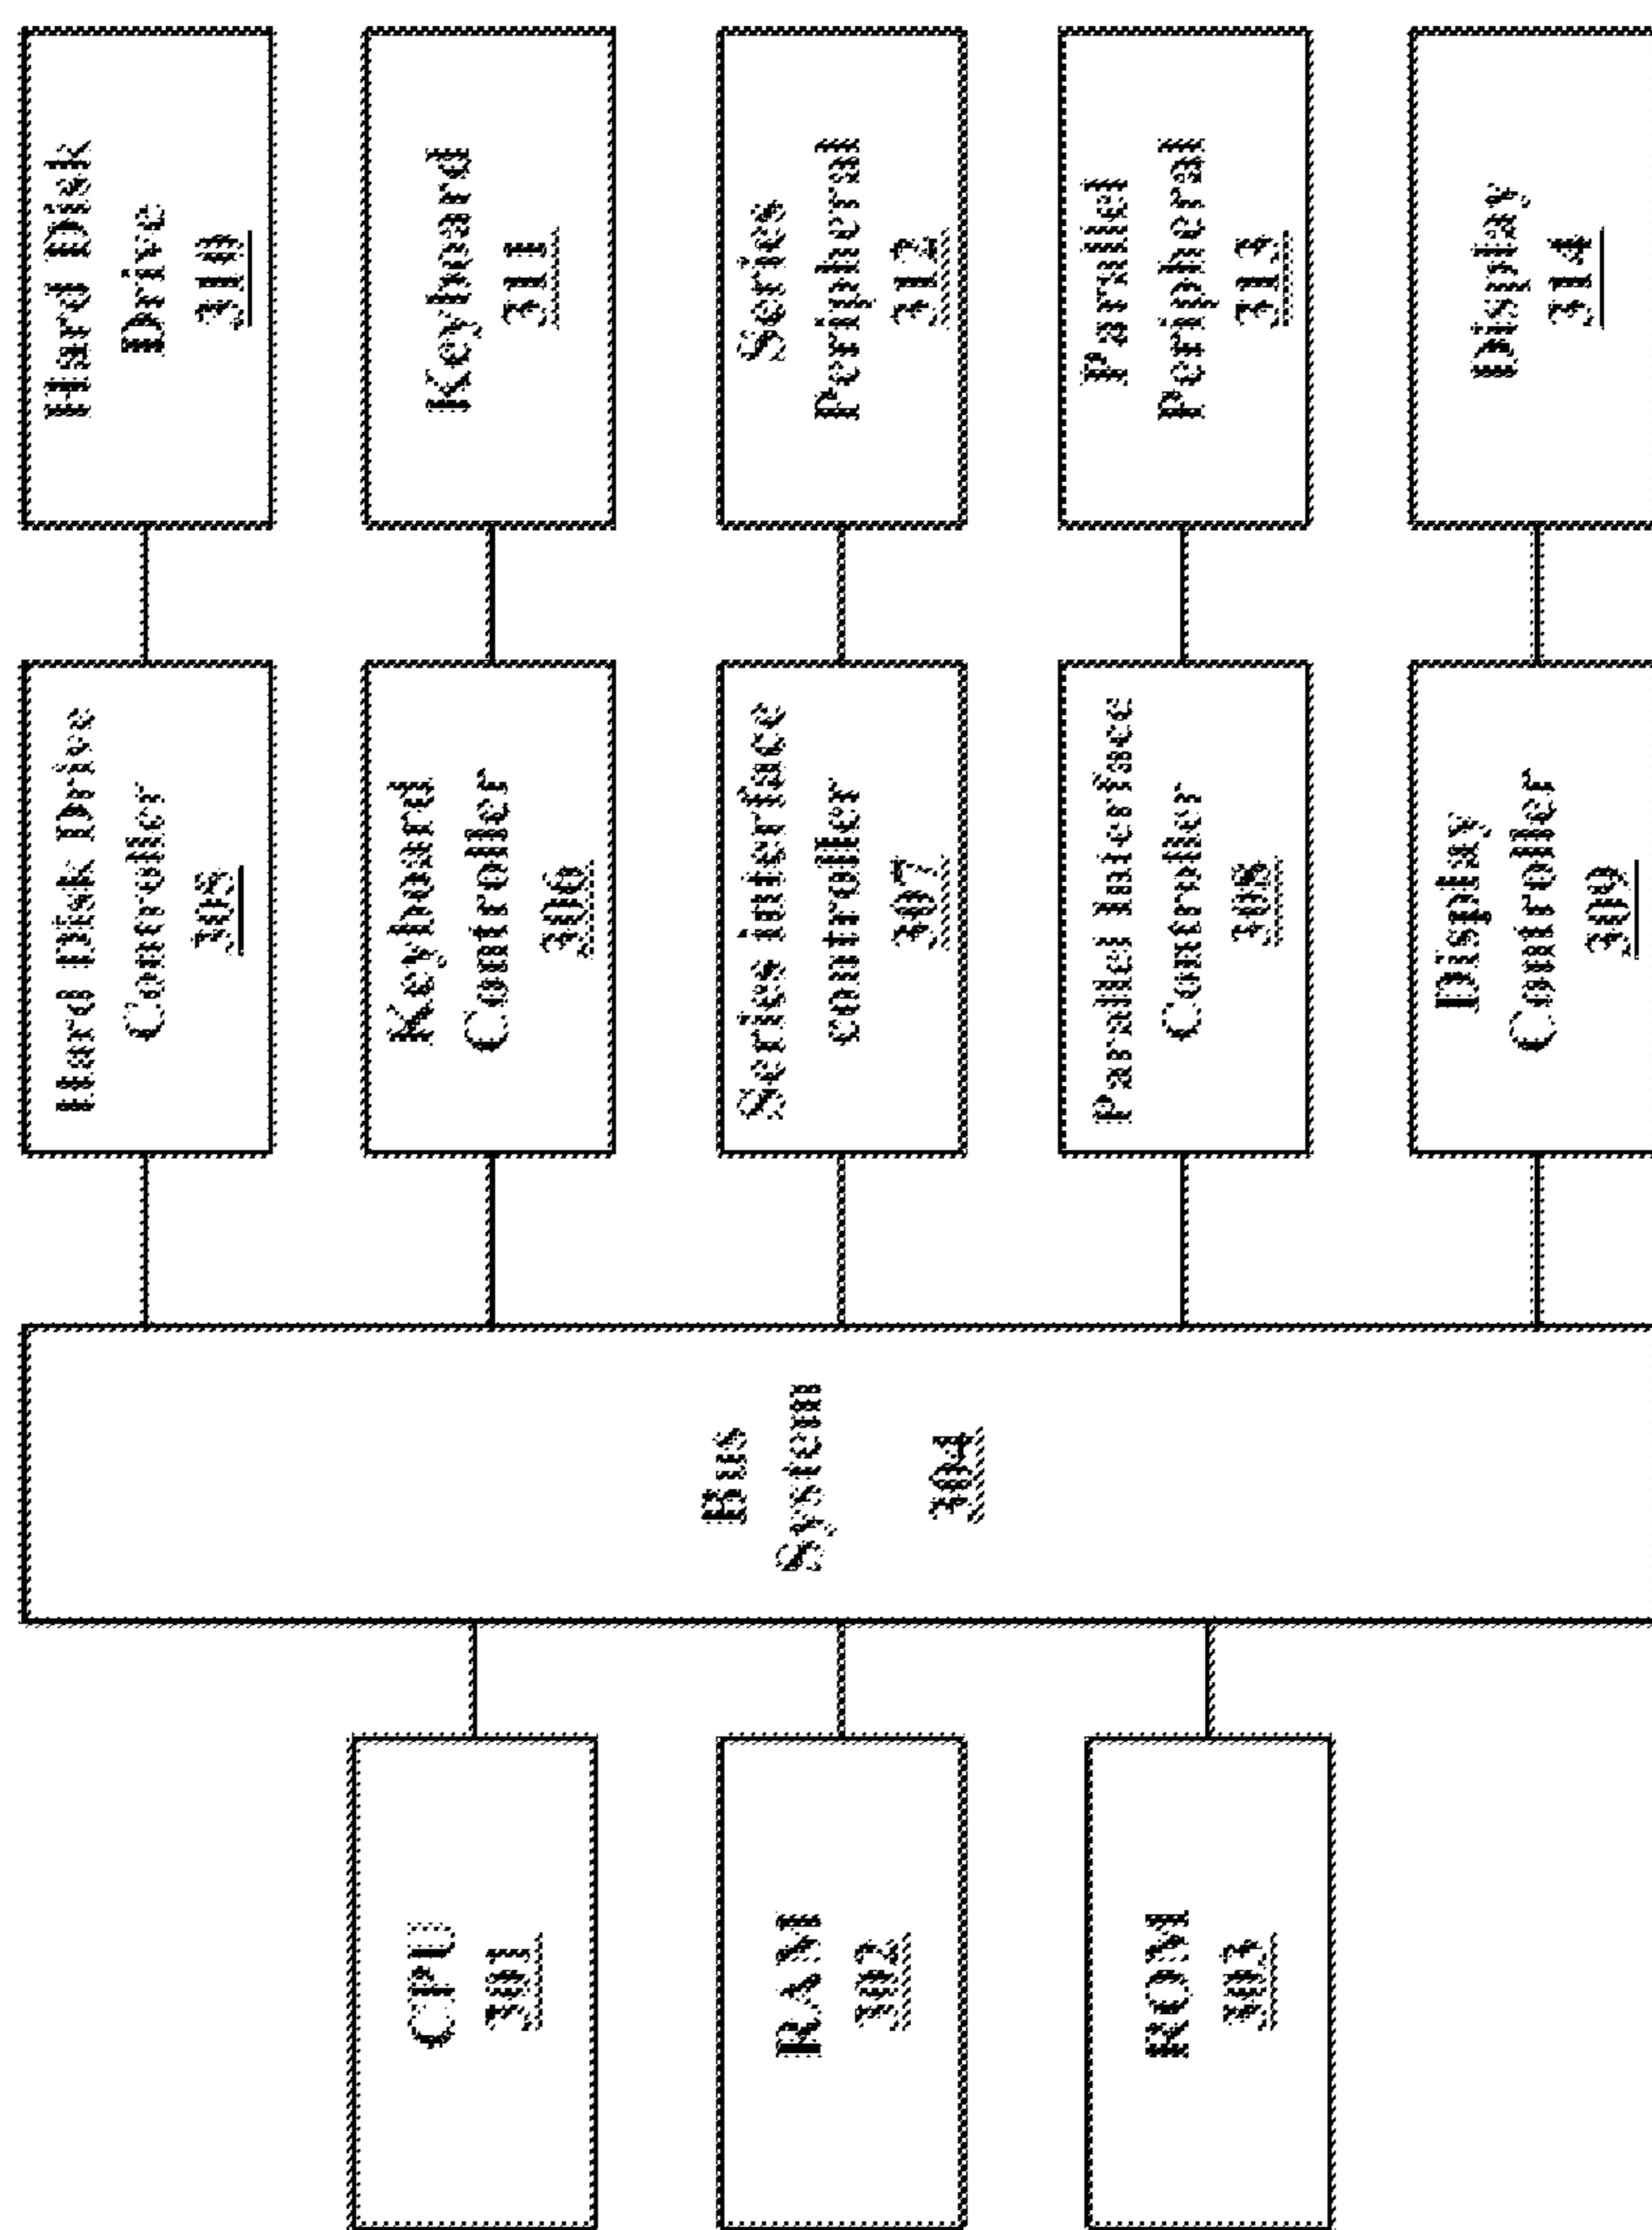 CPU
301
RAM
302
ROM
303
Bus
System
304
Hard Disk Drive
Controller
305
Keyboard
Controller
306
Series interface
controller
307
Parallel Interface
Controller
308
Display
Controller
309
Hard Disk
Drive
310
Keyboard
311
Series
Peripheral
312
Parallel
Peripheral
313
Display
314